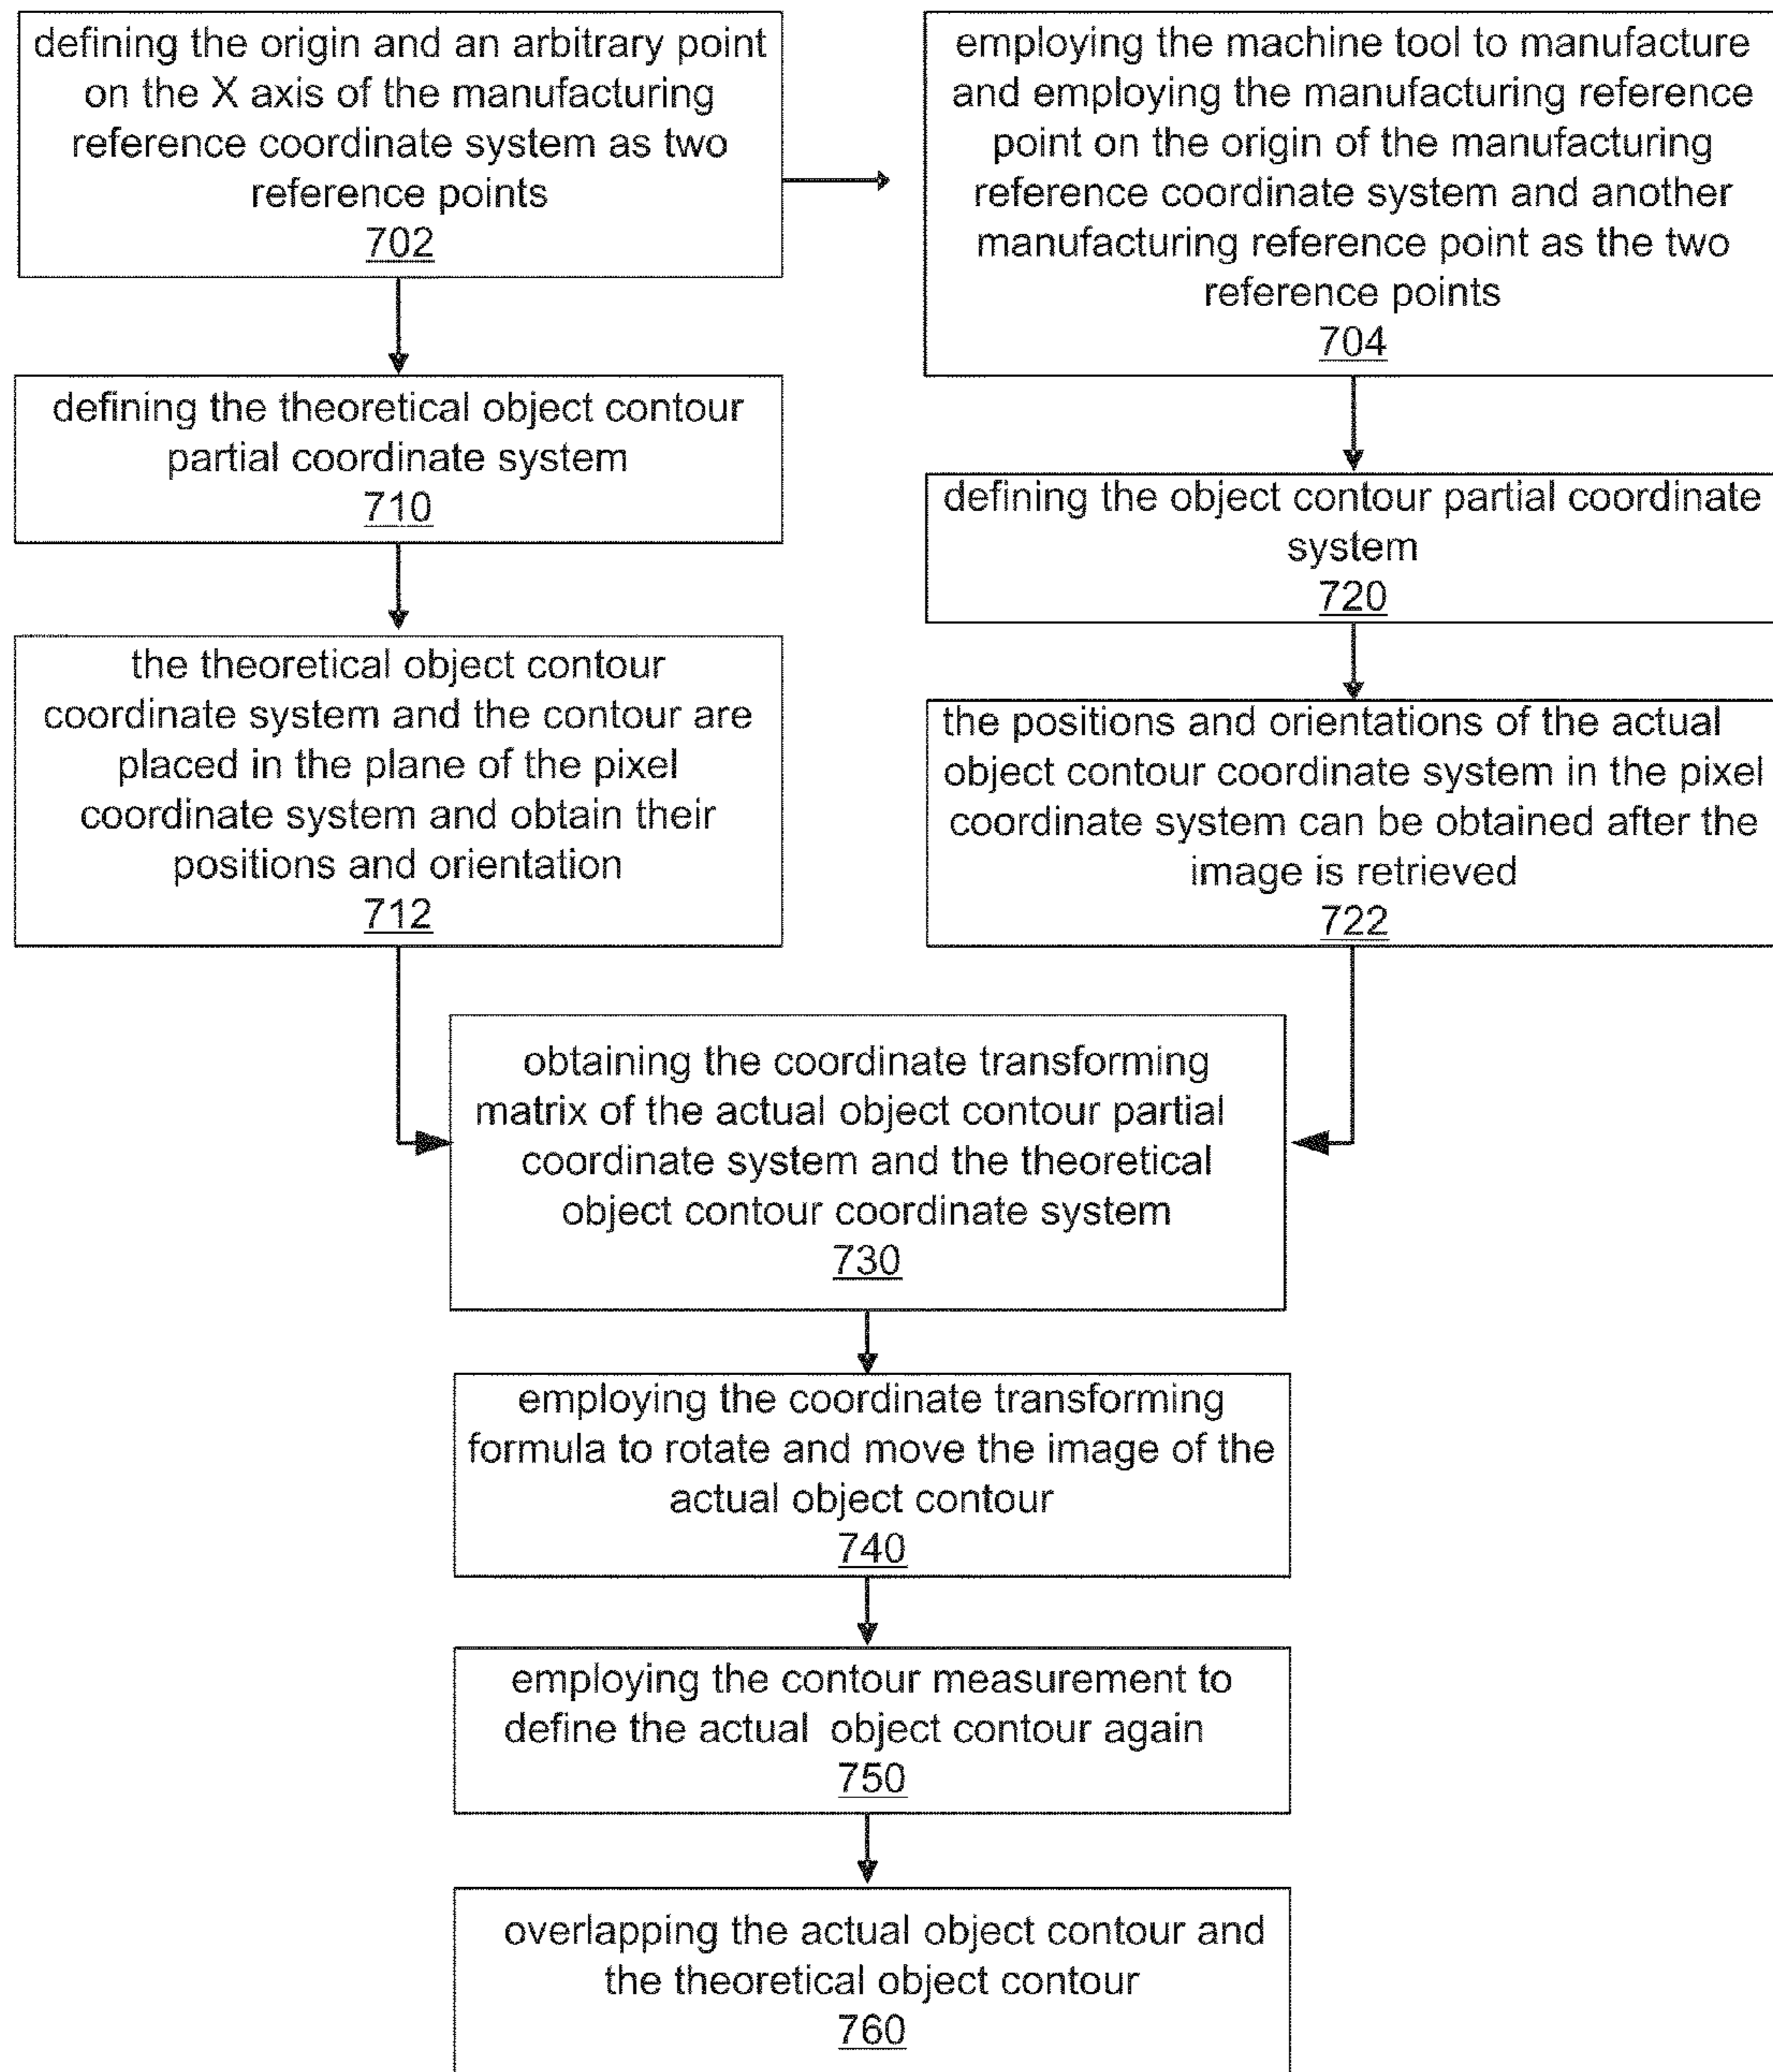 defining the origin and an arbitrary point
on the X axis of the manufacturing
reference coordinate system as two
reference points
702
employing the machine tool to manufacture
and employing the manufacturing reference
point on the origin of the manufacturing
reference coordinate system and another
manufacturing reference point as the two
reference points
704
defining the theoretical object contour
partial coordinate system
710
defining the object contour partial coordinate
system
720
the theoretical object contour
coordinate system and the contour are
placed in the plane of the pixel
coordinate system and obtain their
positions and orientation
712
the positions and orientations of the actual
object contour coordinate system in the pixel
coordinate system can be obtained after the
image is retrieved
722
obtaining the coordinate transforming
matrix of the actual object contour partial
coordinate system and the theoretical
object contour coordinate system
730
employing the coordinate transforming
formula to rotate and move the image of the
actual object contour
740
employing the contour measurement to
define the actual object contour again
750
overlapping the actual object contour and
the theoretical object contour
760